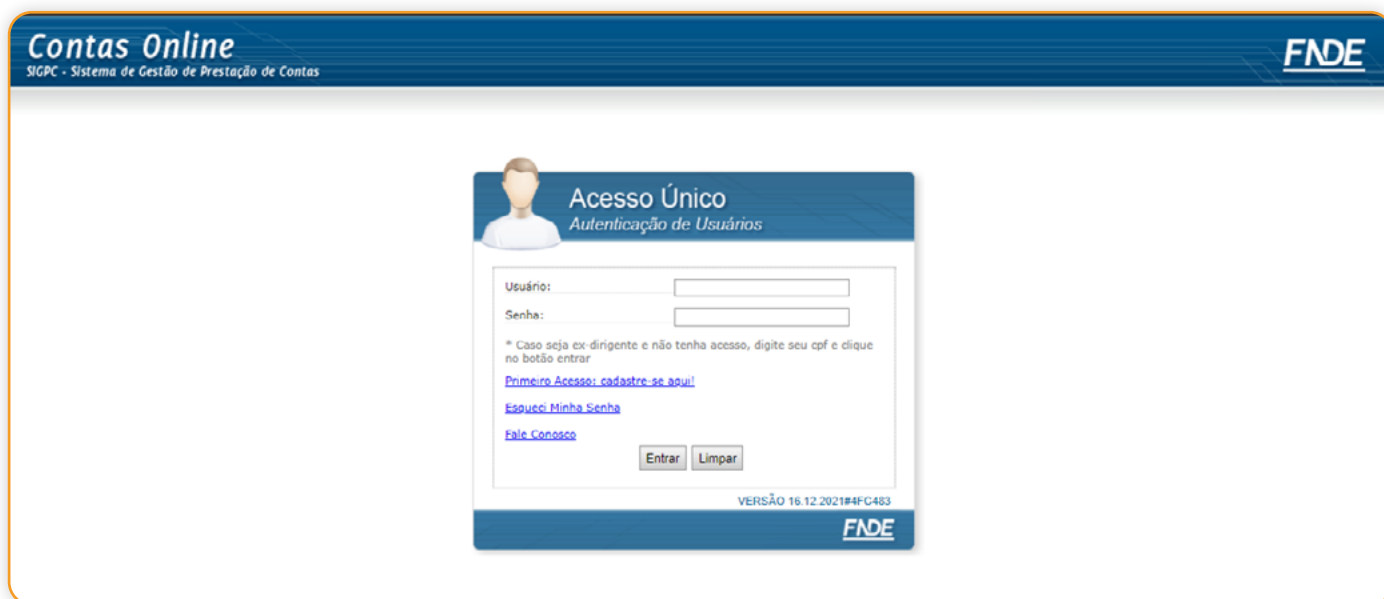 Contas Online
SIGPC - Sistema de Gestão de Prestação de Contas
FNDE
Acesso Único
Autenticação de Usuários
Usuário:
Senha:
* Caso seja ex-dirigente e não tenha acesso, digite seu cpf e clique
no botão entrar
Primeiro Acesso: cadastre-se aqui!
Esqueci Minha Senha
Fale Conosco
Entrar Limpar
VERSÃO 16.12.2021#4FC483
FNDE